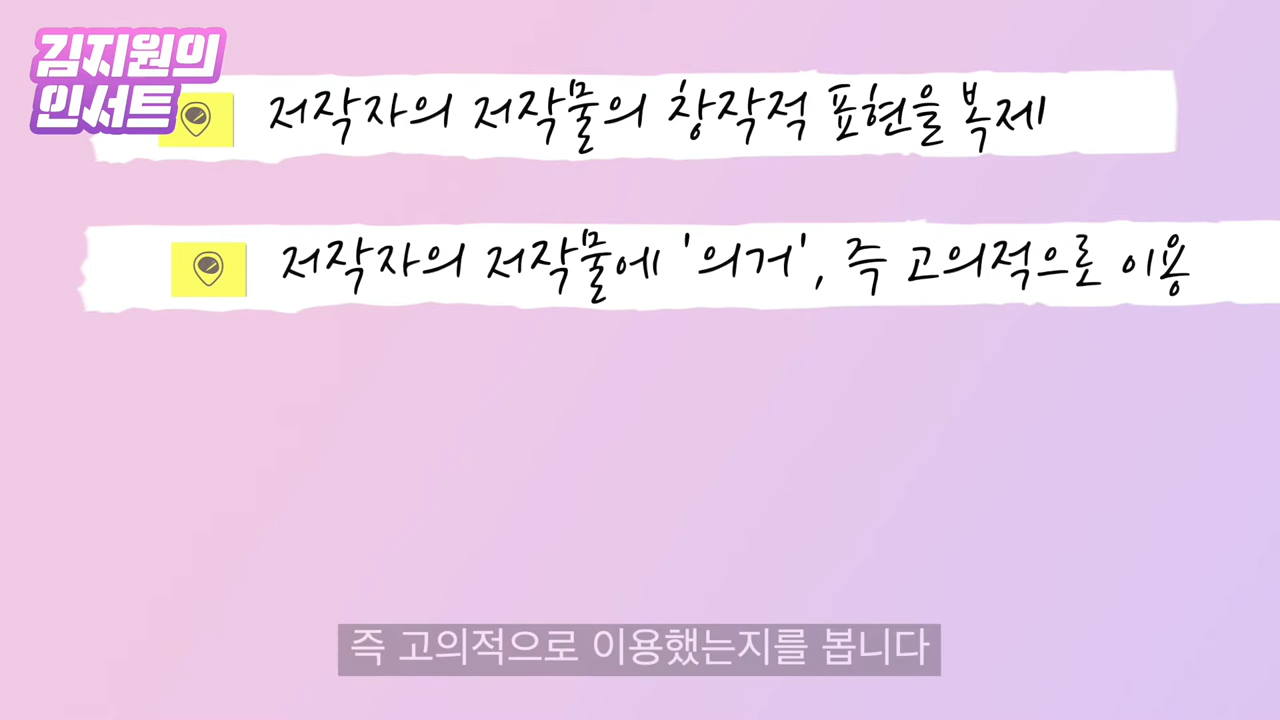 김지원의
인서트
저작자의 저작물의 창작적 표현을 복제
저작자의 저작물에 '의거', 즉 고의적으로 이용
즉 고의적으로 이용했는지를 봅니다